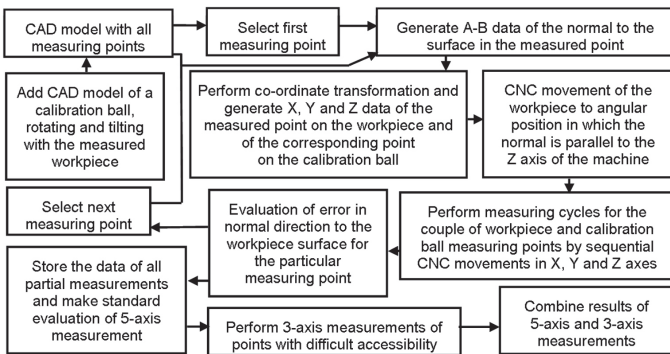 CAD model with all
measuring points
Select first
measuring point
Generate A-B data of the normal to the
surface in the measured point
Add CAD model of a
calibration ball,
rotating and tilting
with the measured
workpiece
Perform co-ordinate transformation and
generate X, Y and Z data of the
measured point on the workpiece and
of the corresponding point
on the calibration ball
CNC movement of the
workpiece to angular
position in which the
normal is parallel to the
Z axis of the machine
Select next
measuring point
Evaluation of error in
normal direction to the
workpiece surface for
the particular
measuring point
Perform measuring cycles for the
couple of workpiece and calibration
ball measuring points by sequential
CNC movements in X, Y and Z axes
Store the data of all
partial measurements
and make standard
evaluation of 5-axis
measurement
Perform 3-axis measurements of
points with difficult accessibility
Combine results of
5-axis and 3-axis
measurements